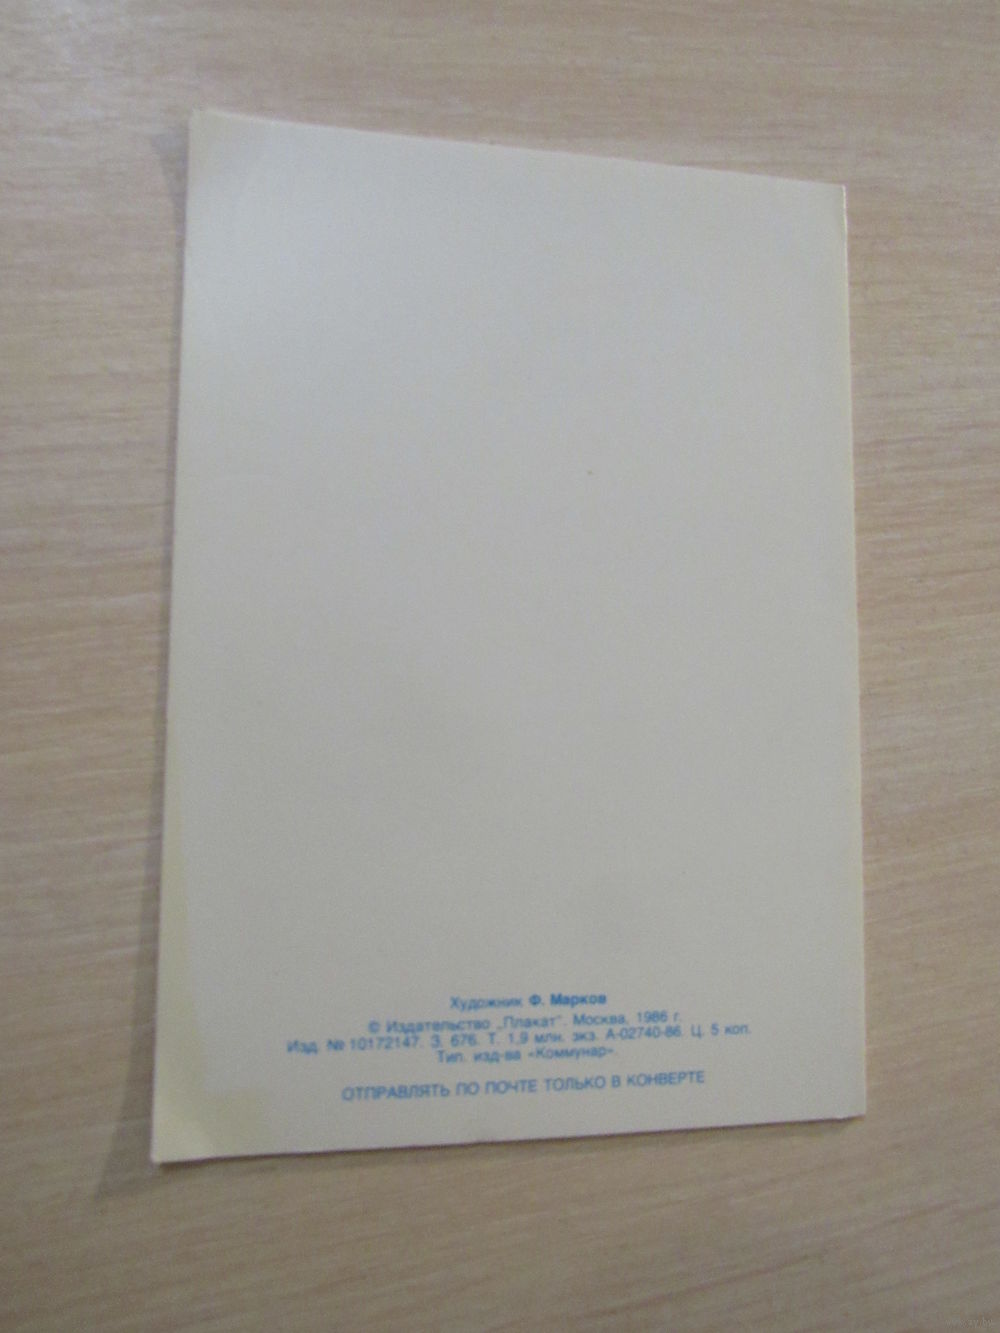 Художник Ф. Марков
© Издательство „Плакат". Москва, 1986 г.
Изд. № 10172147. З. 676. Т. 1,9 млн. экз. А-02740-86. Ц. 5 коп.
Тип. изд-ва «Коммунар».
ОТПРАВЛЯТЬ ПО ПОЧТЕ ТОЛЬКО В КОНВЕРТЕ